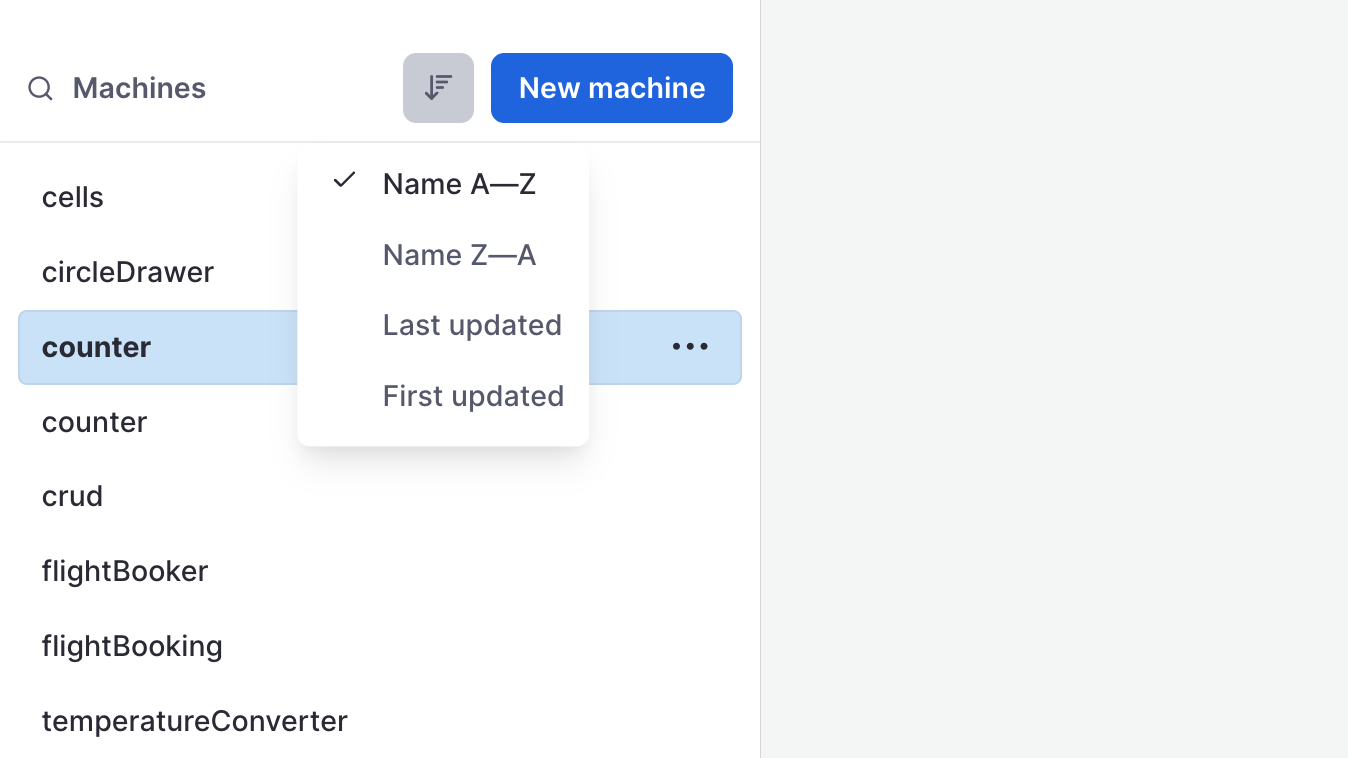 Machines
New machine
Name A—Z
Name Z—A
Last updated
First updated
cells
circleDrawer
counter
counter
crud
flightBooker
flightBooking
temperatureConverter